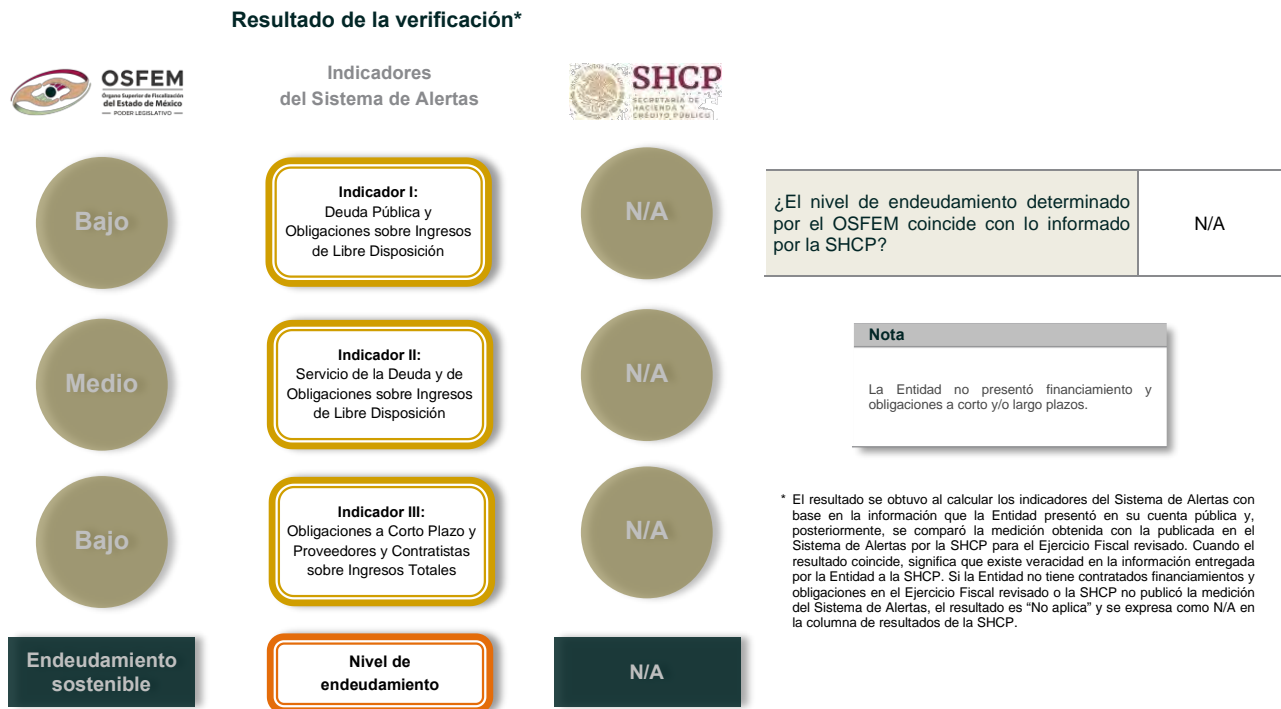 Resultado de la verificación*
OSFEM
Órgano Superior de Fiscalización
del Estado de México
— PODER LEGISLATIVO —
Indicadores
del Sistema de Alertas
SHCP
SECRETARÍA DE
HACIENDA Y
CRÉDITO PÚBLICO
Bajo
Indicador I:
Deuda Pública y
Obligaciones sobre Ingresos
de Libre Disposición
N/A
¿El nivel de endeudamiento determinado
por el OSFEM coincide con lo informado
por la SHCP?
N/A
Medio
Indicador II:
Servicio de la Deuda y de
Obligaciones sobre Ingresos
de Libre Disposición
N/A
Nota
La Entidad no presentó financiamiento y
obligaciones a corto y/o largo plazos.
Bajo
Indicador III:
Obligaciones a Corto Plazo y
Proveedores y Contratistas
sobre Ingresos Totales
N/A
* El resultado se obtuvo al calcular los indicadores del Sistema de Alertas con
base en la información que la Entidad presentó en su cuenta pública y,
posteriormente, se comparó la medición obtenida con la publicada en el
Sistema de Alertas por la SHCP para el Ejercicio Fiscal revisado. Cuando el
resultado coincide, significa que existe veracidad en la información entregada
por la Entidad a la SHCP. Si la Entidad no tiene contratados financiamientos y
obligaciones en el Ejercicio Fiscal revisado o la SHCP no publicó la medición
del Sistema de Alertas, el resultado es “No aplica” y se expresa como N/A en
la columna de resultados de la SHCP.
Endeudamiento
sostenible
Nivel de
endeudamiento
N/A